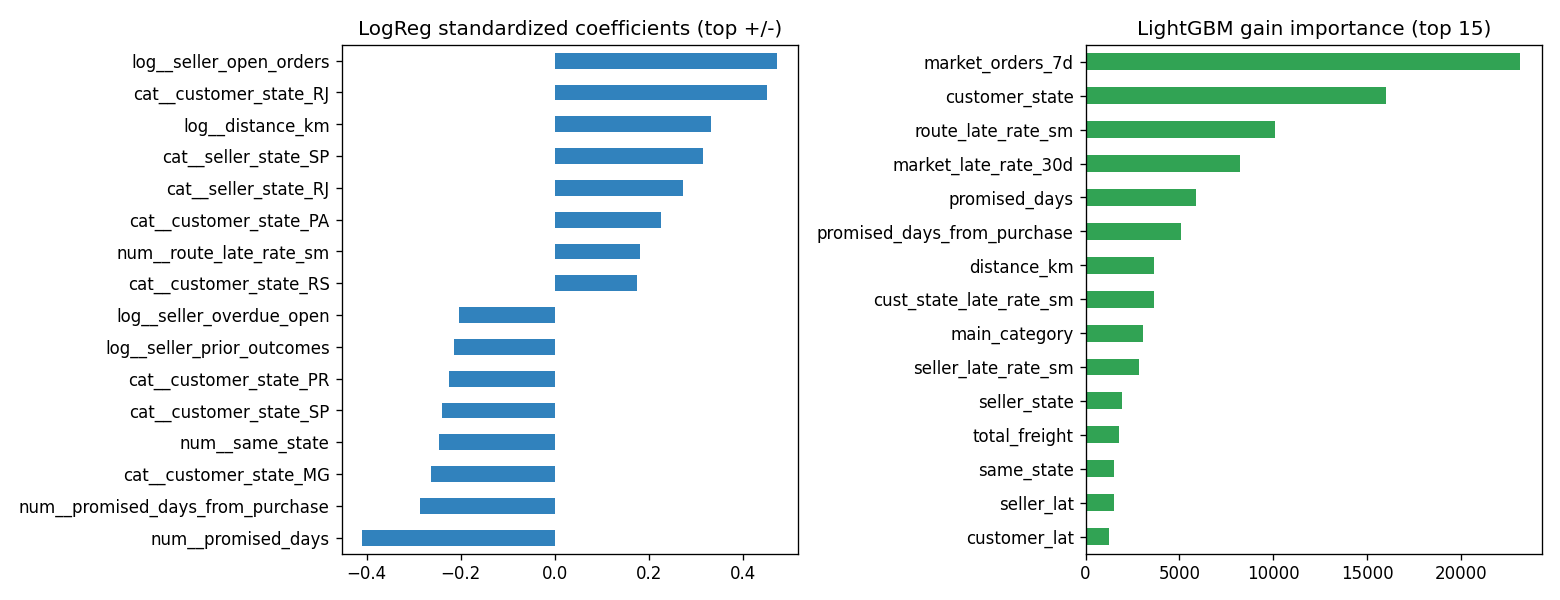 LogReg standardized coefficients (top +/-)
log__seller_open_orders
cat__customer_state_RJ
log__distance_km
cat__seller_state_SP
cat__seller_state_RJ
cat__customer_state_PA
num__route_late_rate_sm
cat__customer_state_RS
log__seller_overdue_open
log__seller_prior_outcomes
cat__customer_state_PR
cat__customer_state_SP
num__same_state
cat__customer_state_MG
num__promised_days_from_purchase
num__promised_days
−0.4 −0.2 0.0 0.2 0.4
LightGBM gain importance (top 15)
market_orders_7d
customer_state
route_late_rate_sm
market_late_rate_30d
promised_days
promised_days_from_purchase
distance_km
cust_state_late_rate_sm
main_category
seller_late_rate_sm
seller_state
total_freight
same_state
seller_lat
customer_lat
0 5000 10000 15000 20000